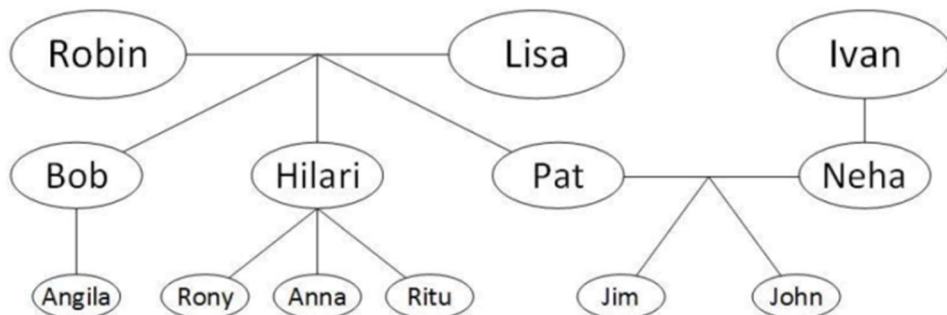 Robin Lisa Ivan
Bob Hilari Pat Neha
Angila Rony Anna Ritu Jim John